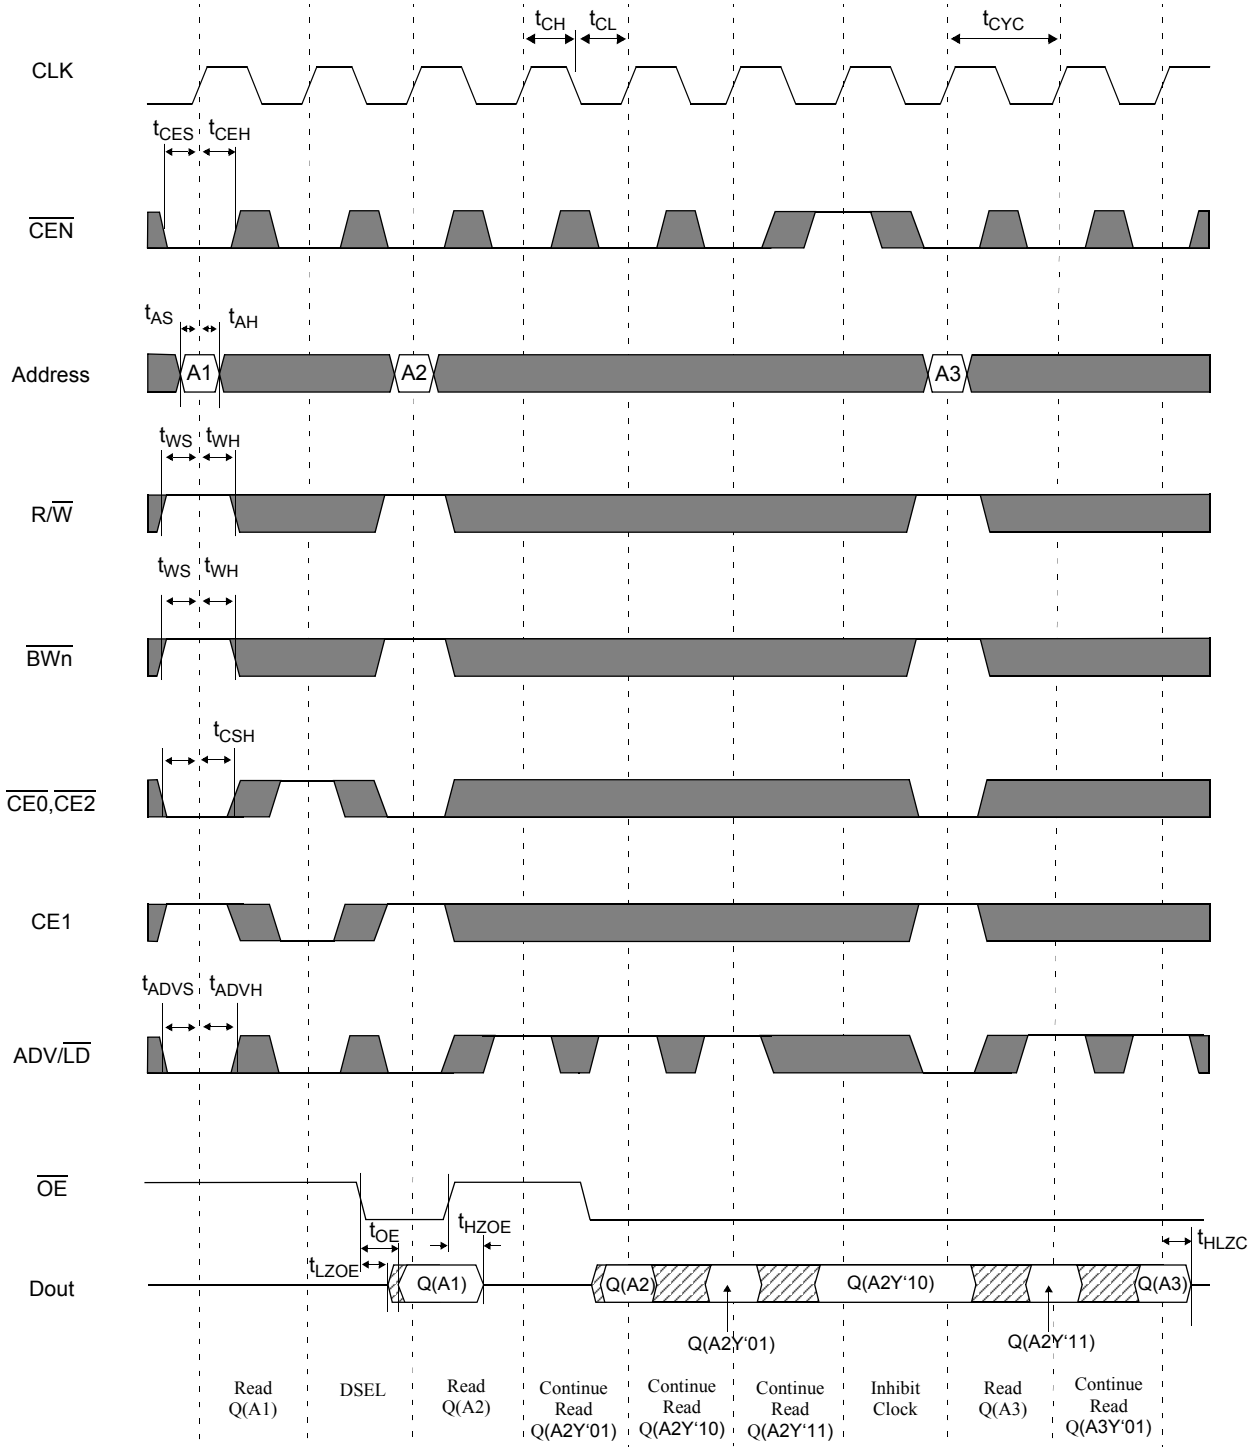 tCH tCL tCYC
CLK
tCES tCEH
CEN
tAS tAH
Address A1 A2 A3
tWS tWH
R/W
tWS tWH
BWn
tCSH
CE0,CE2
CE1
tADVS tADVH
ADV/LD
OE
tOE tHZOE
tLZOE tHLZC
Dout Q(A1) Q(A2) Q(A2Y‘10) Q(A3)
Q(A2Y‘01) Q(A2Y‘11)
Read DSEL Read Continue Continue Continue Inhibit Read Continue
Q(A1) Q(A2) Read Read Read Clock Q(A3) Read
Q(A2Y‘01) Q(A2Y‘10) Q(A2Y‘11) Q(A3Y‘01)